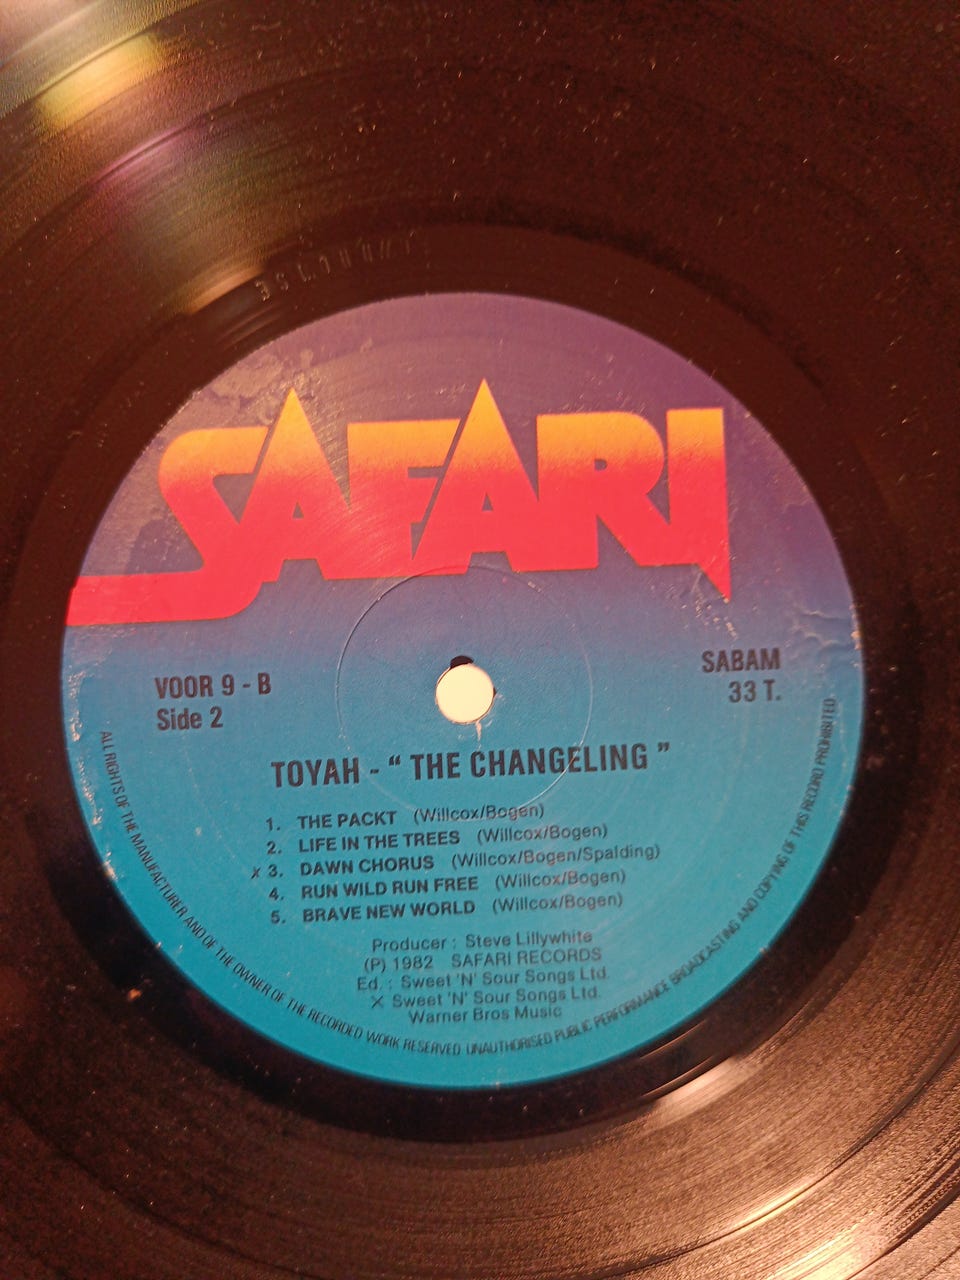 SAFARI
VOOR 9 - B
Side 2
SABAM
33 T.
TOYAH - “ THE CHANGELING ”
1. THE PACKT (Willcox/Bogen)
2. LIFE IN THE TREES (Willcox/Bogen)
x 3. DAWN CHORUS (Willcox/Bogen/Spalding)
4. RUN WILD RUN FREE (Willcox/Bogen)
5. BRAVE NEW WORLD (Willcox/Bogen)
Producer : Steve Lillywhite
(P) 1982 SAFARI RECORDS
Ed. : Sweet 'N' Sour Songs Ltd.
X Sweet 'N' Sour Songs Ltd.
Warner Bros Music
ALL RIGHTS OF THE MANUFACTURER AND OF THE OWNER OF THE RECORDED WORK RESERVED UNAUTHORISED PUBLIC PERFORMANCE BROADCASTING AND COPYING OF THIS RECORD PROHIBITED